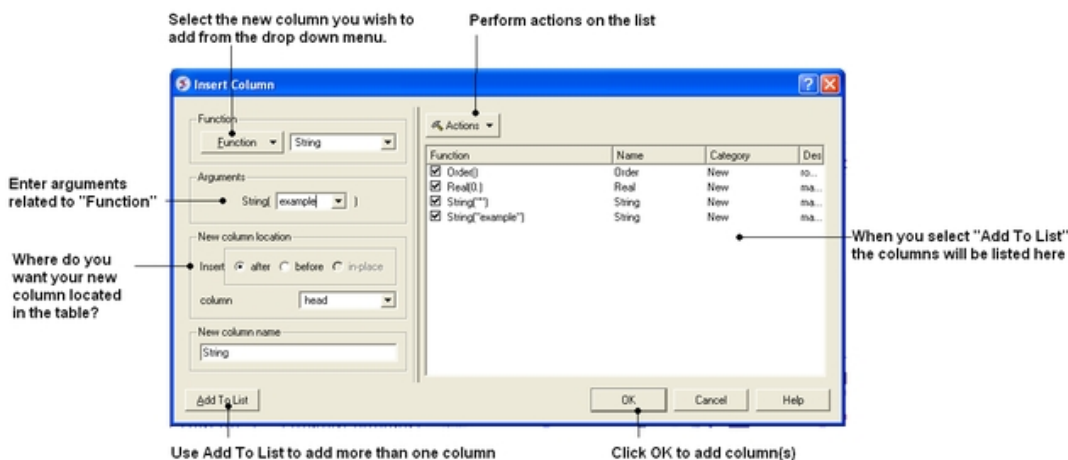 Select the new column you wish to
add from the drop down menu.
Perform actions on the list
Insert Column
Function
Function
String
Actions
Arguments
String( example )
Enter arguments
related to "Function"
New column location
Insert after before in-place
column head
Where do you
want your new
column located
in the table?
New column name
String
Function Name Category Des
Order() Order New ro...
Real(0.) Real New ma...
String("") String New ma...
String("example") String New ma...
When you select "Add To List"
the columns will be listed here
Add To List
OK Cancel Help
Use Add To List to add more than one column
Click OK to add column(s)